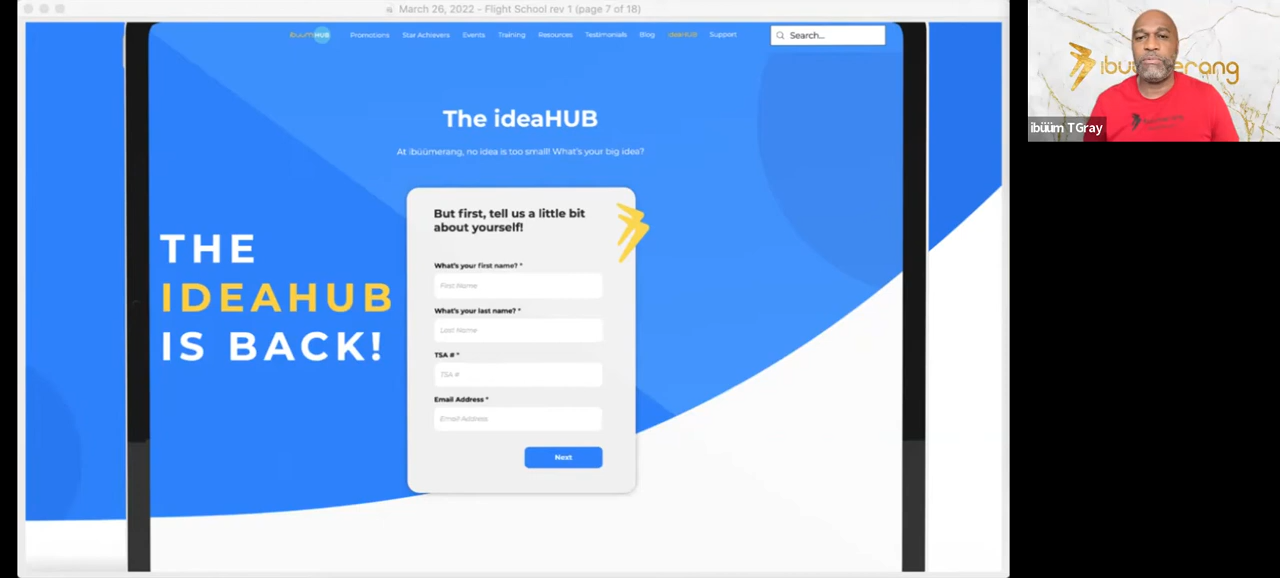 March 26, 2022 - Flight School rev 1 (page 7 of 18)
ibüümHUB Promotions Star Achievers Events Training Resources Testimonials Blog ideaHUB Support Search...
The ideaHUB
At ibüümerang, no idea is too small! What's your big idea?
THE
IDEAHUB
IS BACK!
But first, tell us a little bit
about yourself!
What's your first name? *
First Name
What's your last name? *
Last Name
TSA # *
TSA #
Email Address *
Email Address
Next
ibüüm TGray